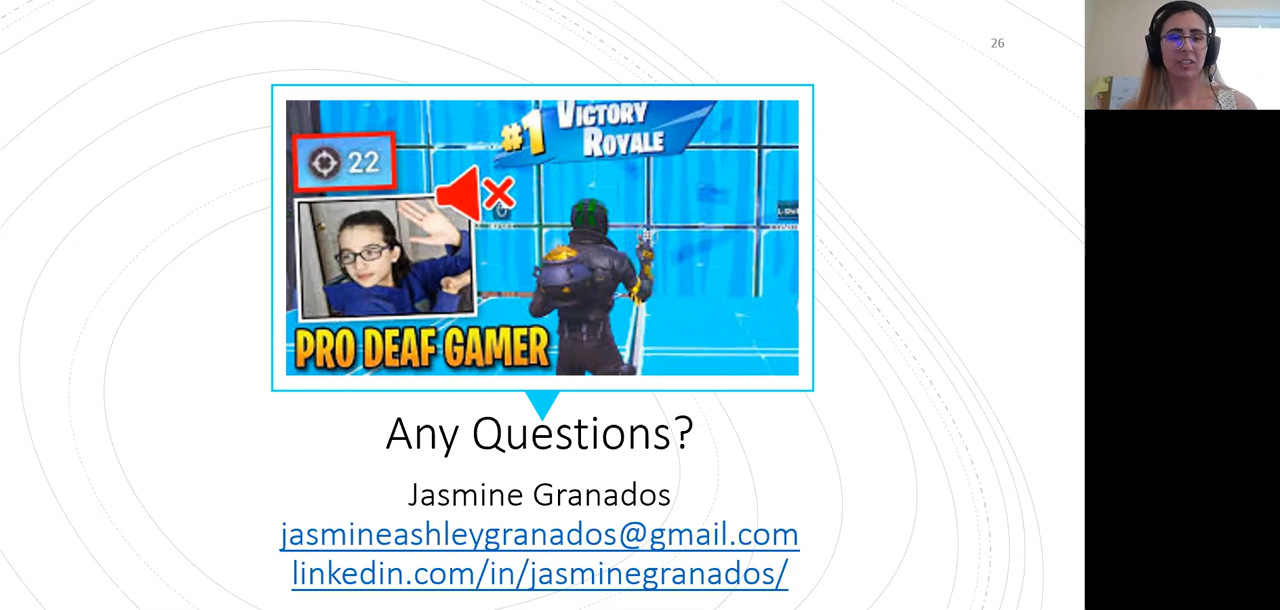 26
#1 VICTORY
ROYALE
22
PRO DEAF GAMER
Any Questions?
Jasmine Granados
jasmineashleygranados@gmail.com
linkedin.com/in/jasminegranados/